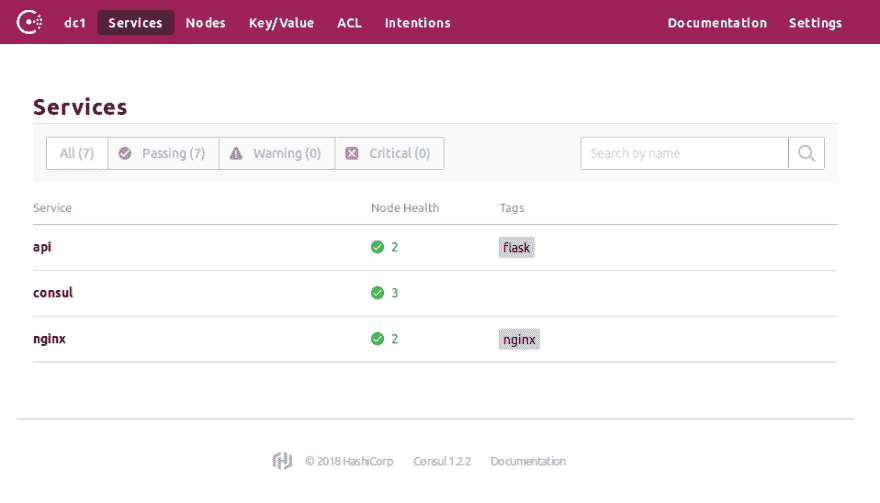 dc1 Services Nodes Key/Value ACL Intentions Documentation Settings
Services
All (7) Passing (7) Warning (0) Critical (0) Search by name
Service Node Health Tags
api 2 flask
consul 3
nginx 2 nginx
© 2018 HashiCorp Consul 1.2.2 Documentation